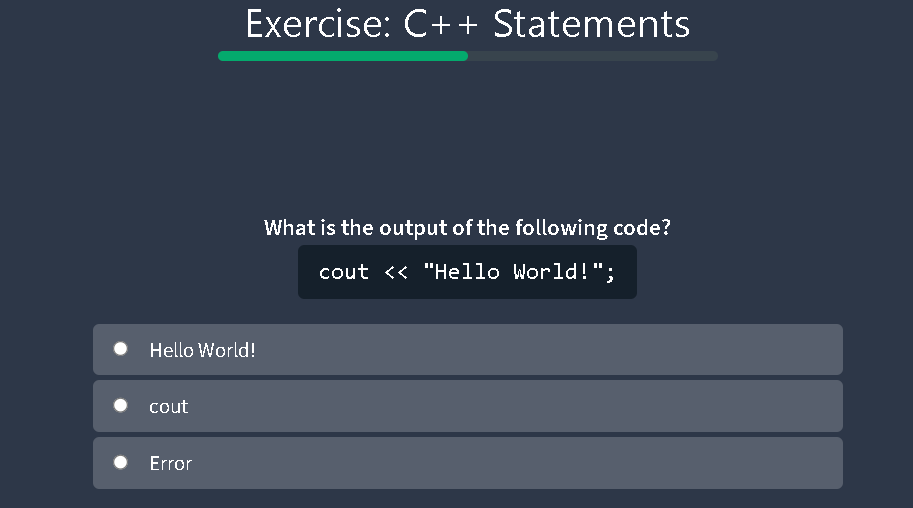 Exercise: C++ Statements
What is the output of the following code?
cout << "Hello World!";
Hello World!
cout
Error